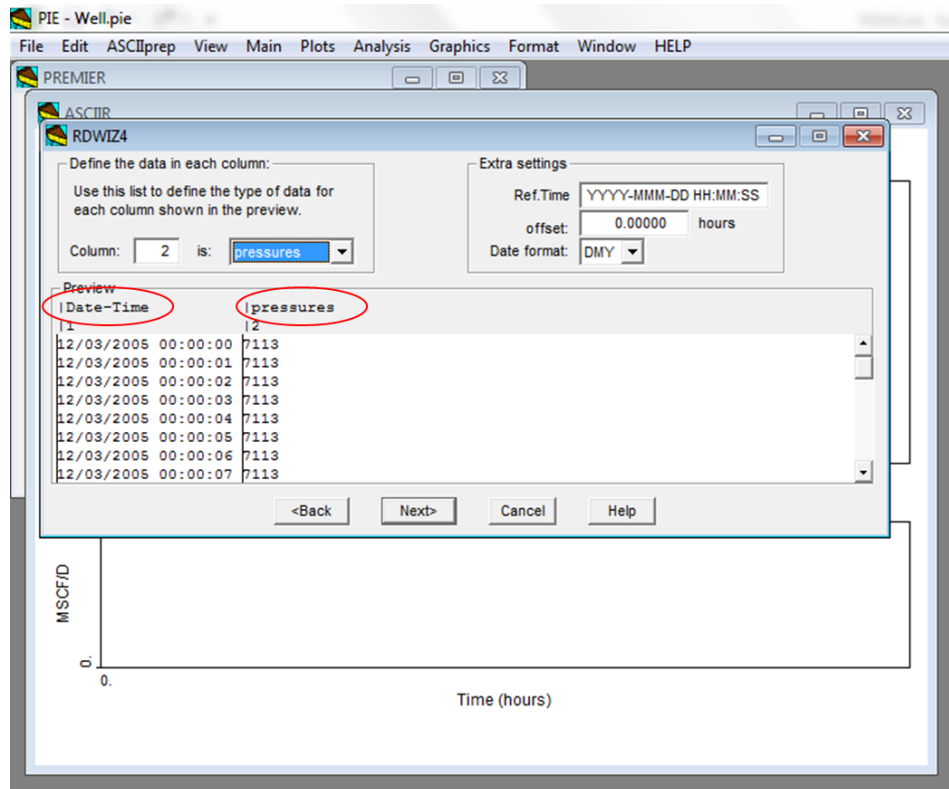 PIE - Well.pie
File Edit ASCIIprep View Main Plots Analysis Graphics Format Window HELP
PREMIER
ASCIIR
RDWIZ4
Define the data in each column:
Use this list to define the type of data for
each column shown in the preview.
Column: 2 is: pressures
Extra settings
Ref.Time YYYY-MMM-DD HH:MM:SS
offset: 0.00000 hours
Date format: DMY
Preview
|Date-Time |pressures
|1 |2
12/03/2005 00:00:00 7113
12/03/2005 00:00:01 7113
12/03/2005 00:00:02 7113
12/03/2005 00:00:03 7113
12/03/2005 00:00:04 7113
12/03/2005 00:00:05 7113
12/03/2005 00:00:06 7113
12/03/2005 00:00:07 7113
<Back Next> Cancel Help
MSCF/D
0.
0.
Time (hours)